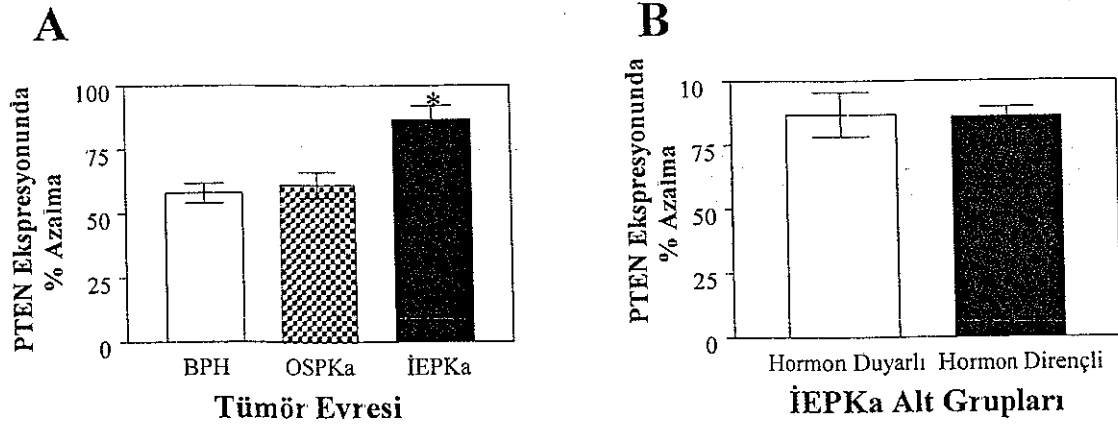 A
PTEN Ekspresyonunda
% Azalma
100
75
50
25
0
*
BPH OSPKa İEPKa
Tümör Evresi
B
PTEN Ekspresyonunda
% Azalma
10
75
50
25
0
Hormon Duyarlı Hormon Dirençli
İEPKa Alt Grupları